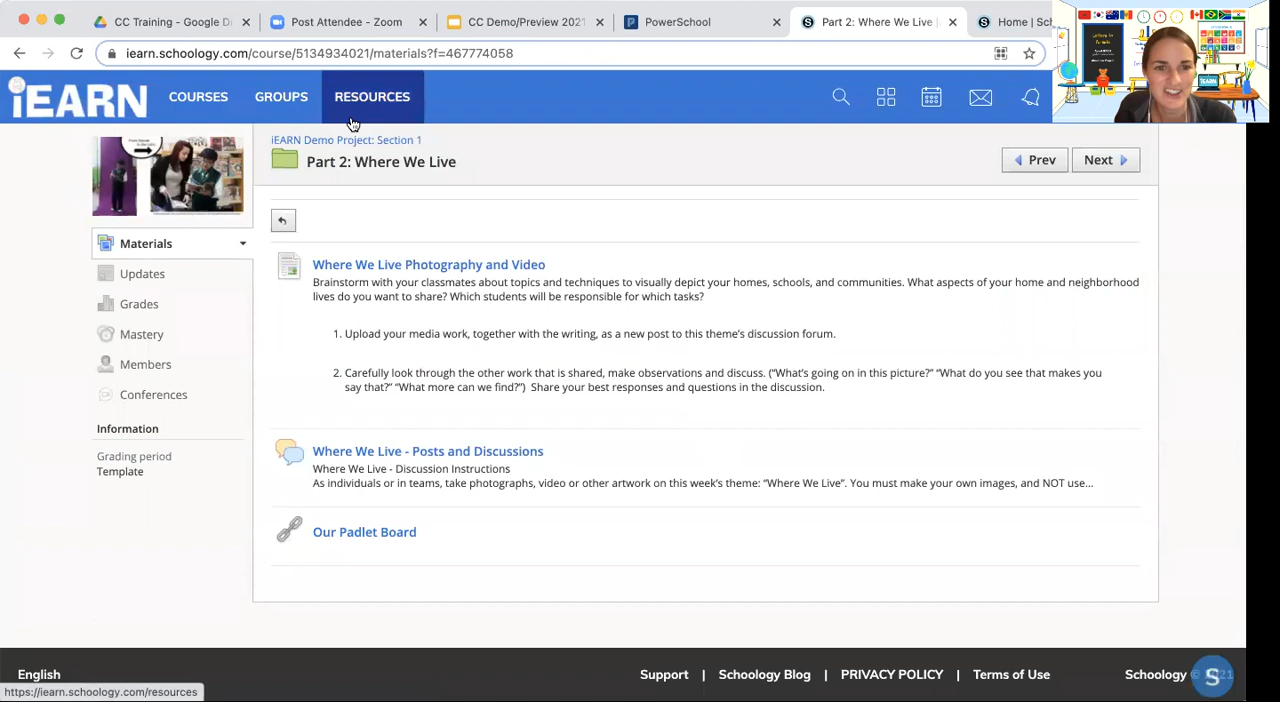 CC Training - Google Di
Post Attendee - Zoom
CC Demo/Preview 2021
PowerSchool
Part 2: Where We Live |
Home | Sch
iearn.schoology.com/course/5134934021/materials?f=467740581
iEARN
COURSES
GROUPS
RESOURCES
iEARN Demo Project: Section 1
Part 2: Where We Live
Prev
Next
Materials
Updates
Grades
Mastery
Members
Conferences
Information
Grading period
Template
Where We Live Photography and Video
Brainstorm with your classmates about topics and techniques to visually depict your homes, schools, and communities. What aspects of your home and neighborhood
lives do you want to share? Which students will be responsible for which tasks?
1. Upload your media work, together with the writing, as a new post to this theme's discussion forum.
2. Carefully look through the other work that is shared, make observations and discuss. ("What's going on in this picture?" "What do you see that makes you
say that?" "What more can we find?") Share your best responses and questions in the discussion.
Where We Live - Posts and Discussions
Where We Live - Discussion Instructions
As individuals or in teams, take photographs, video or other artwork on this week's theme: "Where We Live". You must make your own images, and NOT use...
Our Padlet Board
English
Support | Schoology Blog | PRIVACY POLICY | Terms of Use
Schoology © 2021
S
https://iearn.schoology.com/resources